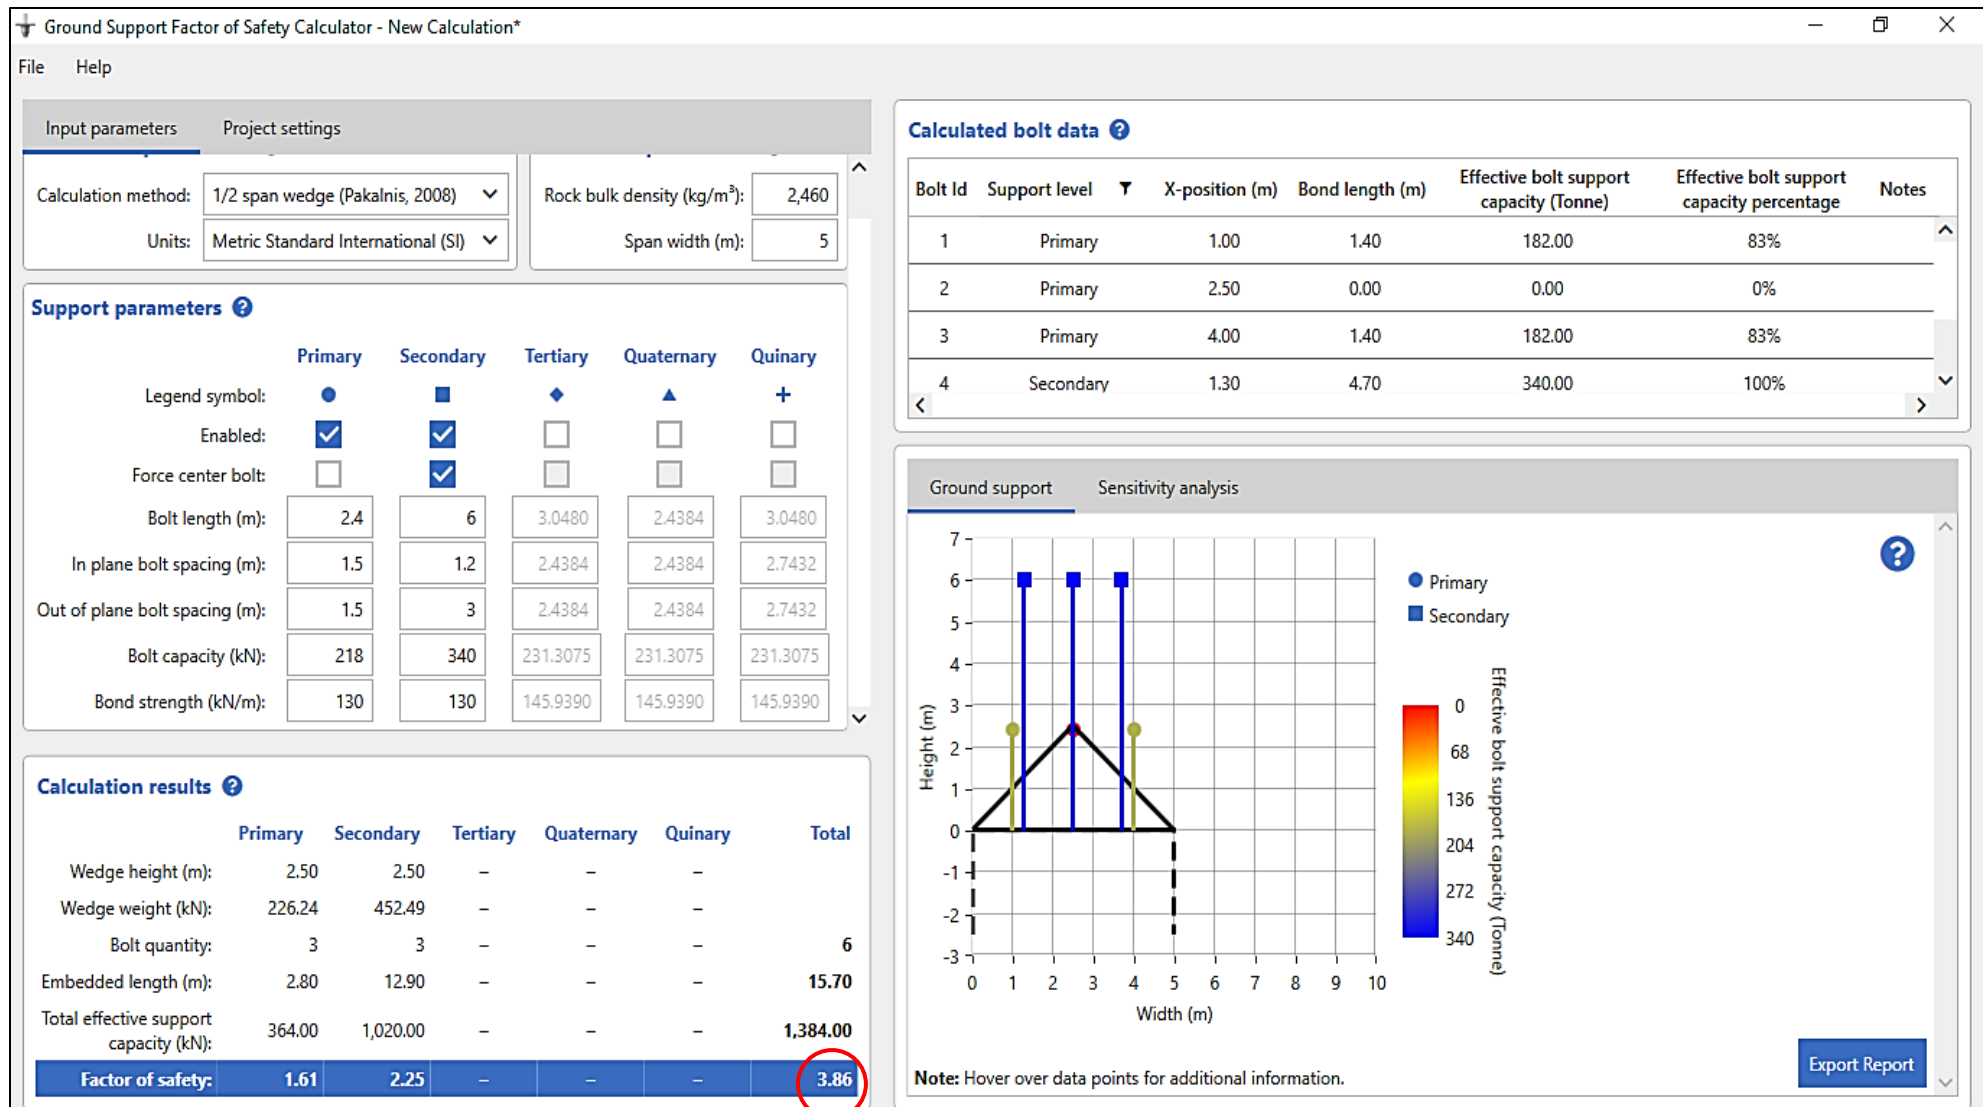 Ground Support Factor of Safety Calculator - New Calculation*
File Help
Input parameters Project settings
Calculation method: 1/2 span wedge (Pakalnis, 2008) Rock bulk density (kg/m³): 2,460
Units: Metric Standard International (SI) Span width (m): 5
Support parameters ?
Primary Secondary Tertiary Quaternary Quinary
Legend symbol:
Enabled:
Force center bolt:
Bolt length (m): 2.4 6 3.0480 2.4384 3.0480
In plane bolt spacing (m): 1.5 1.2 2.4384 2.4384 2.7432
Out of plane bolt spacing (m): 1.5 3 2.4384 2.4384 2.7432
Bolt capacity (kN): 218 340 231.3075 231.3075 231.3075
Bond strength (kN/m): 130 130 145.9390 145.9390 145.9390
Calculation results ?
Primary Secondary Tertiary Quaternary Quinary Total
Wedge height (m): 2.50 2.50 – – –
Wedge weight (kN): 226.24 452.49 – – –
Bolt quantity: 3 3 – – – 6
Embedded length (m): 2.80 12.90 – – – 15.70
Total effective support
capacity (kN): 364.00 1,020.00 – – – 1,384.00
Factor of safety: 1.61 2.25 – – – 3.86
Calculated bolt data ?
Bolt Id Support level X-position (m) Bond length (m) Effective bolt support capacity (Tonne) Effective bolt support capacity percentage Notes
1 Primary 1.00 1.40 182.00 83%
2 Primary 2.50 0.00 0.00 0%
3 Primary 4.00 1.40 182.00 83%
4 Secondary 1.30 4.70 340.00 100%
Ground support Sensitivity analysis
?
7
6
5
4
3
2
1
0
-1
-2
-3
Height (m)
0 1 2 3 4 5 6 7 8 9 10
Width (m)
Primary
Secondary
0
68
136
204
272
340
Effective bolt support capacity (Tonne)
Note: Hover over data points for additional information.
Export Report